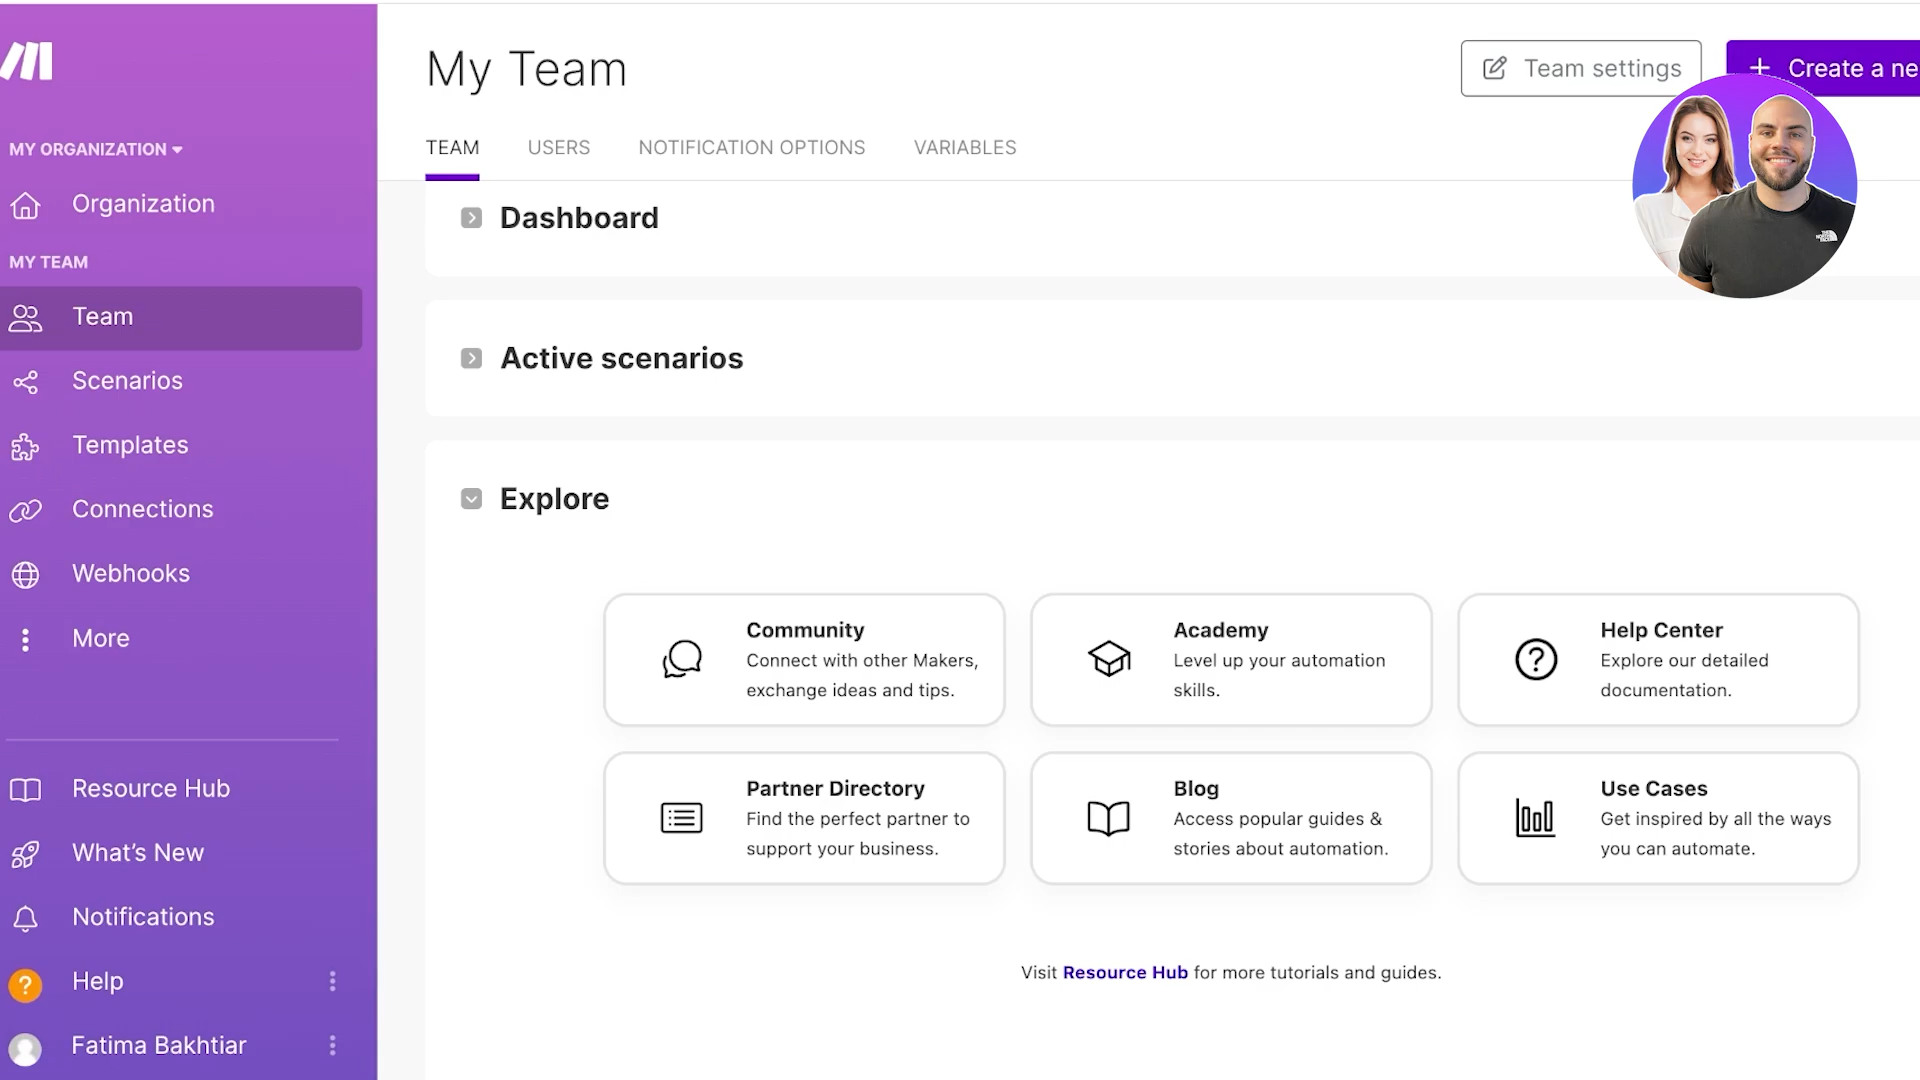 MY ORGANIZATION
Organization
MY TEAM
Team
Scenarios
Templates
Connections
Webhooks
More
Resource Hub
What's New
Notifications
Help
Fatima Bakhtiar
My Team
Team settings
+ Create a ne
TEAM USERS NOTIFICATION OPTIONS VARIABLES
Dashboard
Active scenarios
Explore
Community
Connect with other Makers,
exchange ideas and tips.
Academy
Level up your automation
skills.
Help Center
Explore our detailed
documentation.
Partner Directory
Find the perfect partner to
support your business.
Blog
Access popular guides &
stories about automation.
Use Cases
Get inspired by all the ways
you can automate.
Visit Resource Hub for more tutorials and guides.